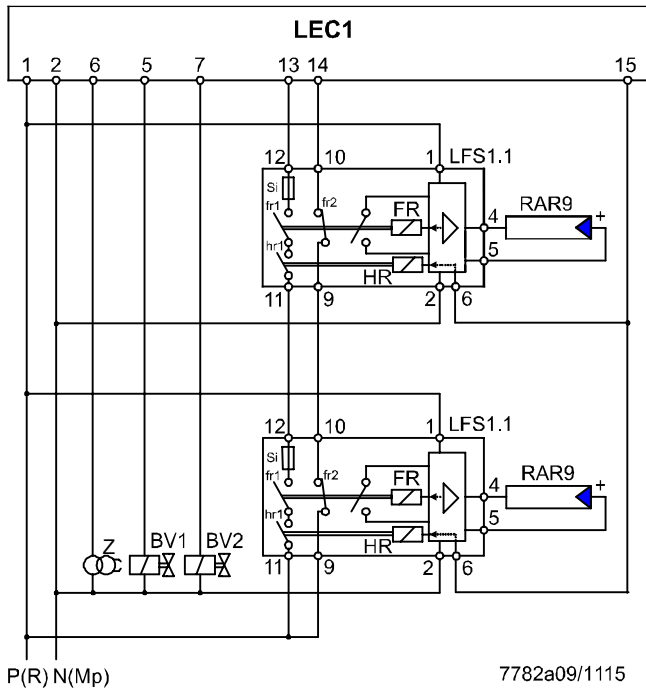 LEC1
1 2 6 5 7 13 14 15
12 10 1 LFS1.1
Si
fr1 fr2 FR 4 RAR9 +
hr1 5
HR
11 9 2 6
12 10 1 LFS1.1
Si
fr1 fr2 FR 4 RAR9 +
hr1 5
Z BV1 BV2 HR
11 9 2 6
P(R) N(Mp) 7782a09/1115